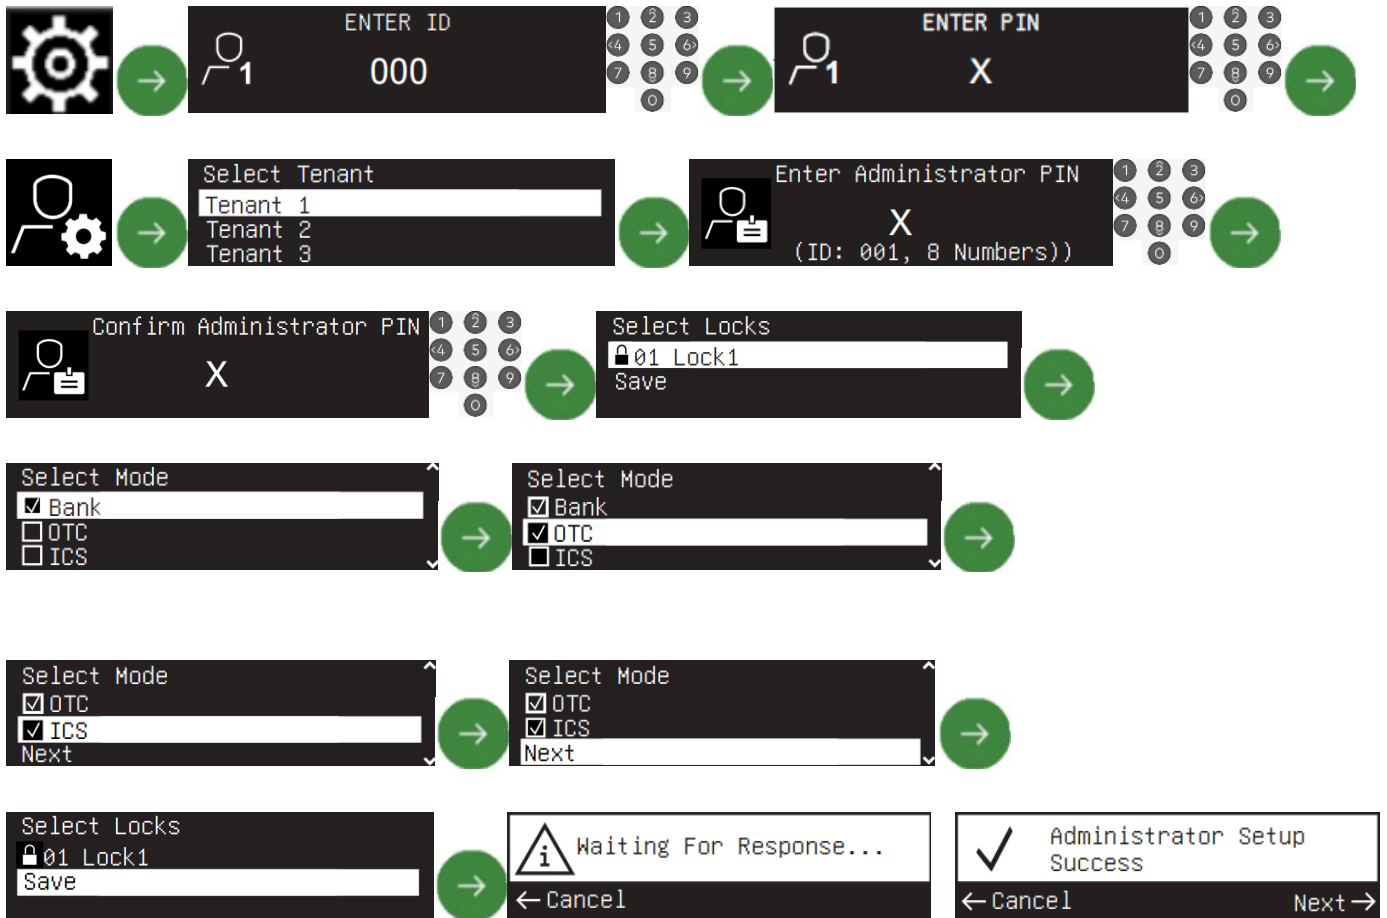 ENTER ID
1
000
1 2 3
4 5 6
7 8 9
0
ENTER PIN
1
X
1 2 3
4 5 6
7 8 9
0
Select Tenant
Tenant 1
Tenant 2
Tenant 3
Enter Administrator PIN
X
(ID: 001, 8 Numbers))
1 2 3
4 5 6
7 8 9
0
Confirm Administrator PIN
X
1 2 3
4 5 6
7 8 9
0
Select Locks
01 Lock1
Save
Select Mode
Bank
OTC
ICS
Select Mode
Bank
OTC
ICS
Select Mode
OTC
ICS
Next
Select Mode
OTC
ICS
Next
Select Locks
01 Lock1
Save
Waiting For Response...
←Cancel
Administrator Setup
Success
←Cancel Next→